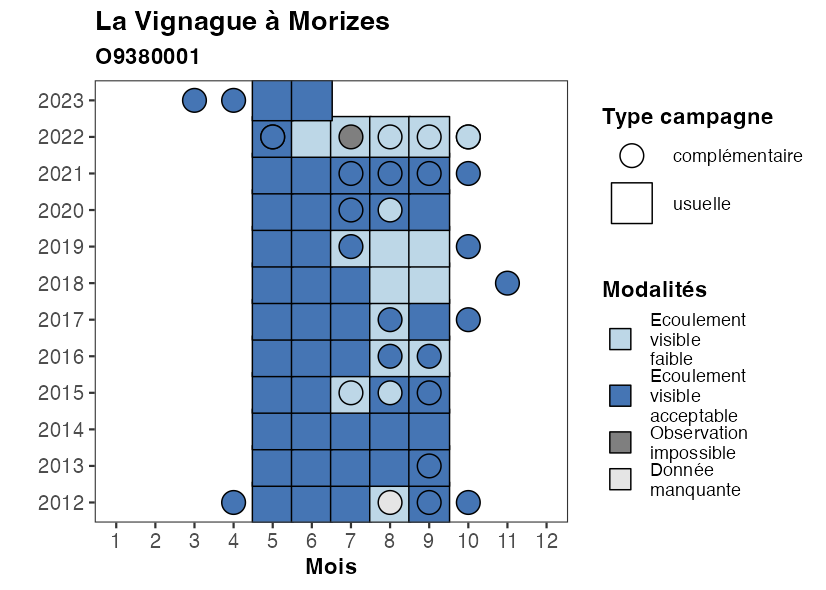 La Vignague à Morizes
O9380001
2023
2022
2021
2020
2019
2018
2017
2016
2015
2014
2013
2012
1 2 3 4 5 6 7 8 9 10 11 12
Mois
Type campagne
complémentaire
usuelle
Modalités
Ecoulement
visible
faible
Ecoulement
visible
acceptable
Observation
impossible
Donnée
manquante